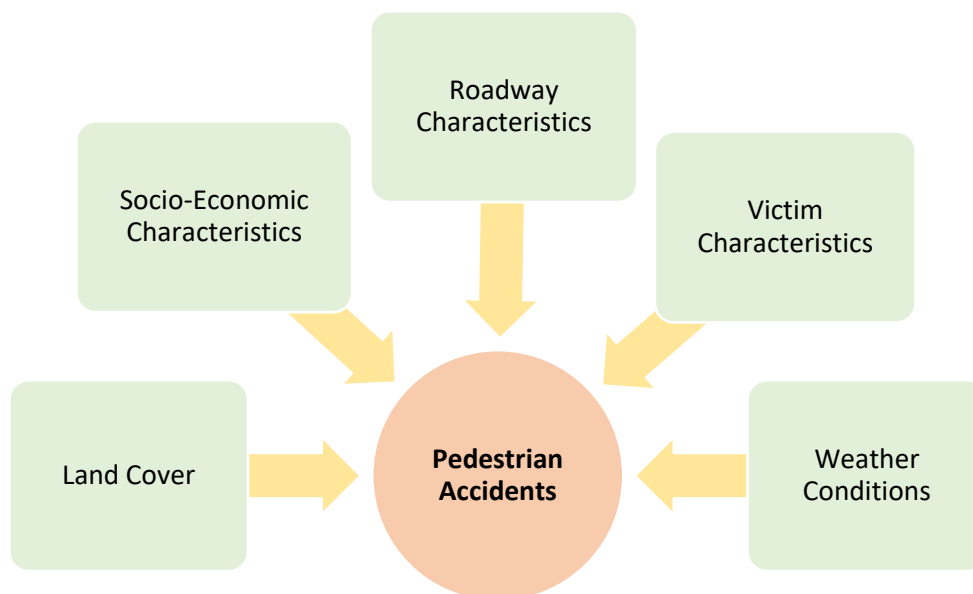 Roadway
Characteristics
Socio-Economic
Characteristics
Victim
Characteristics
Land Cover
Pedestrian
Accidents
Weather
Conditions